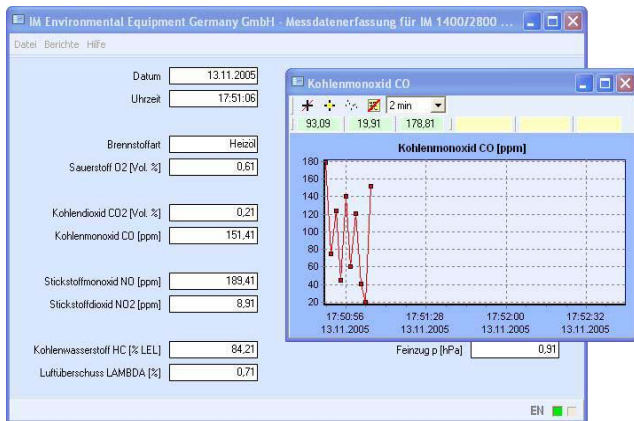 IM Environmental Equipment Germany GmbH - Messdatenerfassung für IM 1400/2800 ...
Datei Berichte Hilfe
Datum 13.11.2005
Uhrzeit 17:51:06
Brennstoffart Heizöl
Sauerstoff O2 [Vol. %] 0,61
Kohlendioxid CO2 [Vol. %] 0,21
Kohlenmonoxid CO [ppm] 151,41
Stickstoffmonoxid NO [ppm] 189,41
Stickstoffdioxid NO2 [ppm] 8,91
Kohlenwasserstoff HC [% LEL] 84,21
Luftüberschuss LAMBDA [%] 0,71
Kohlenmonoxid CO
2 min
93,09 19,91 178,81
Kohlenmonoxid CO [ppm]
180
160
140
120
100
80
60
40
20
17:50:56 17:51:28 17:52:00 17:52:32
13.11.2005 13.11.2005 13.11.2005 13.11.2005
Feinzug p [hPa] 0,91
EN